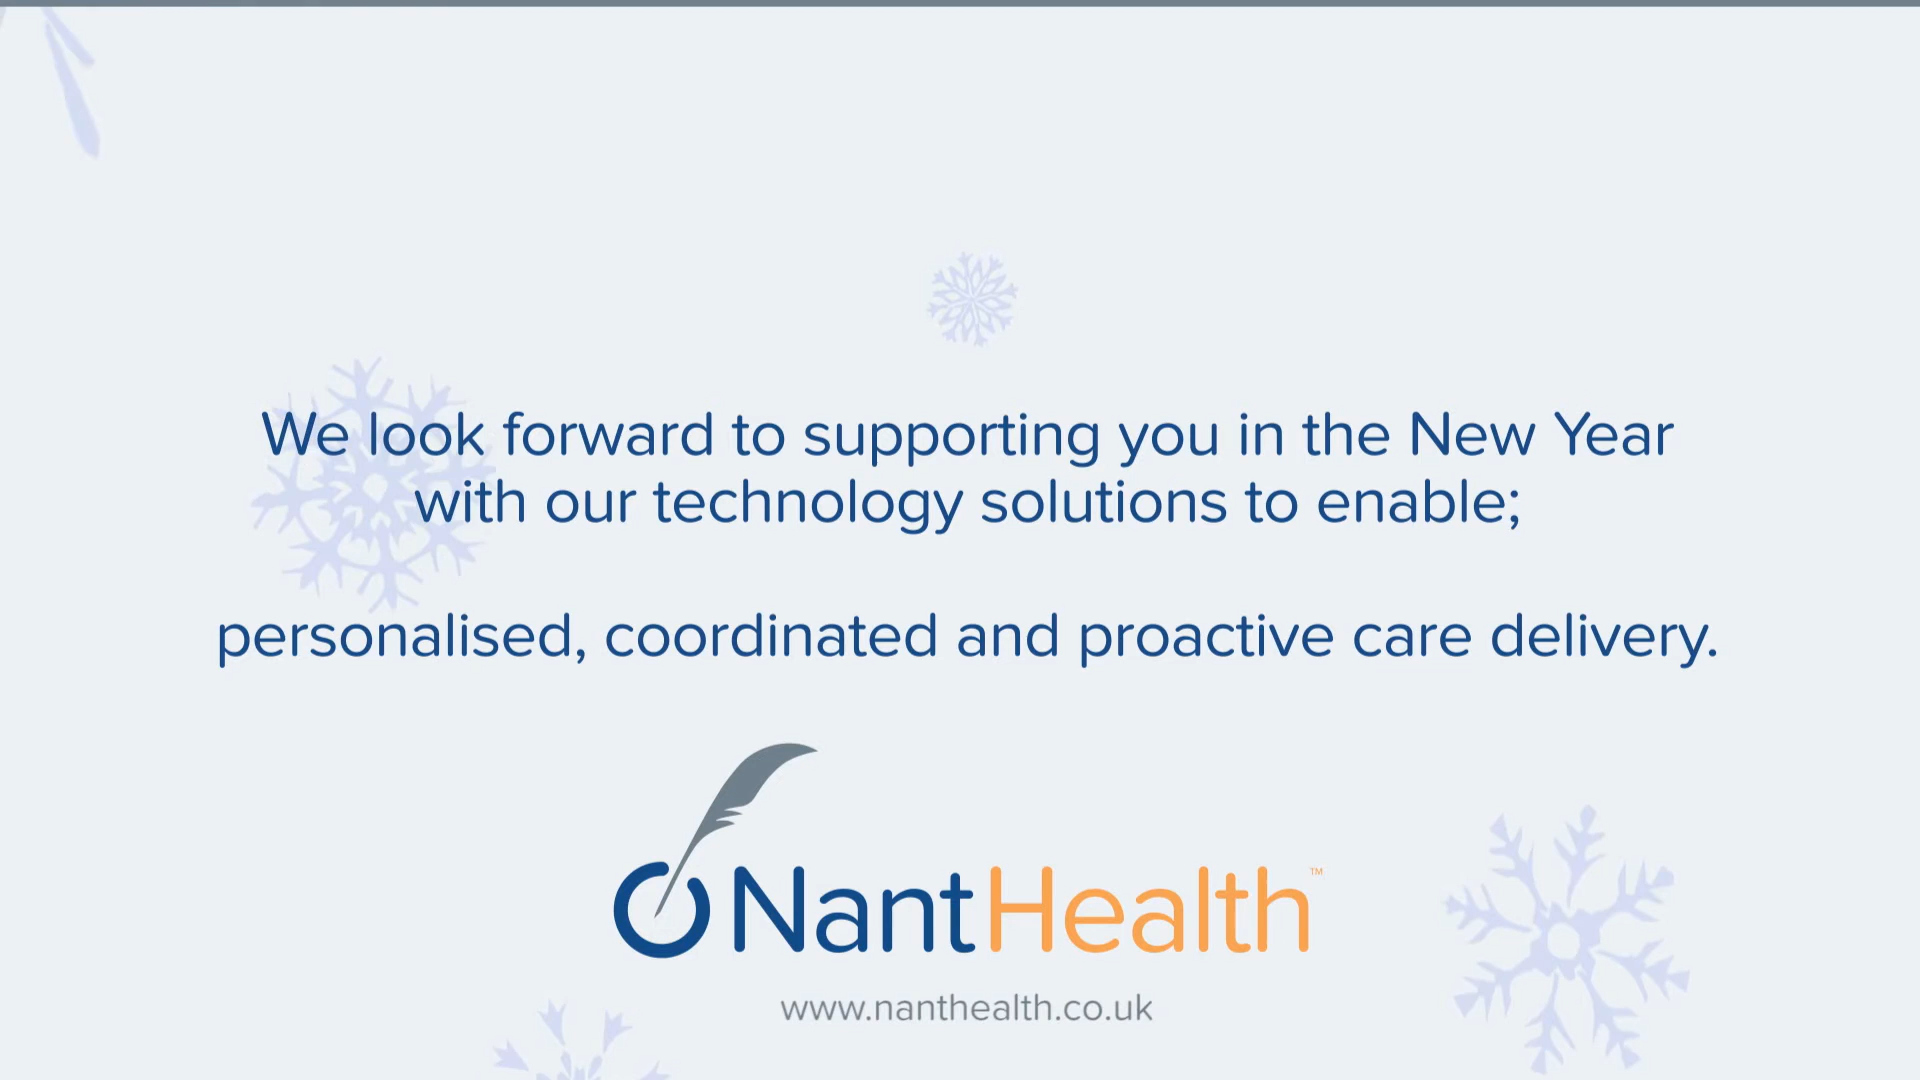 We look forward to supporting you in the New Year
with our technology solutions to enable;
personalised, coordinated and proactive care delivery.
NantHealth™
www.nanthealth.co.uk